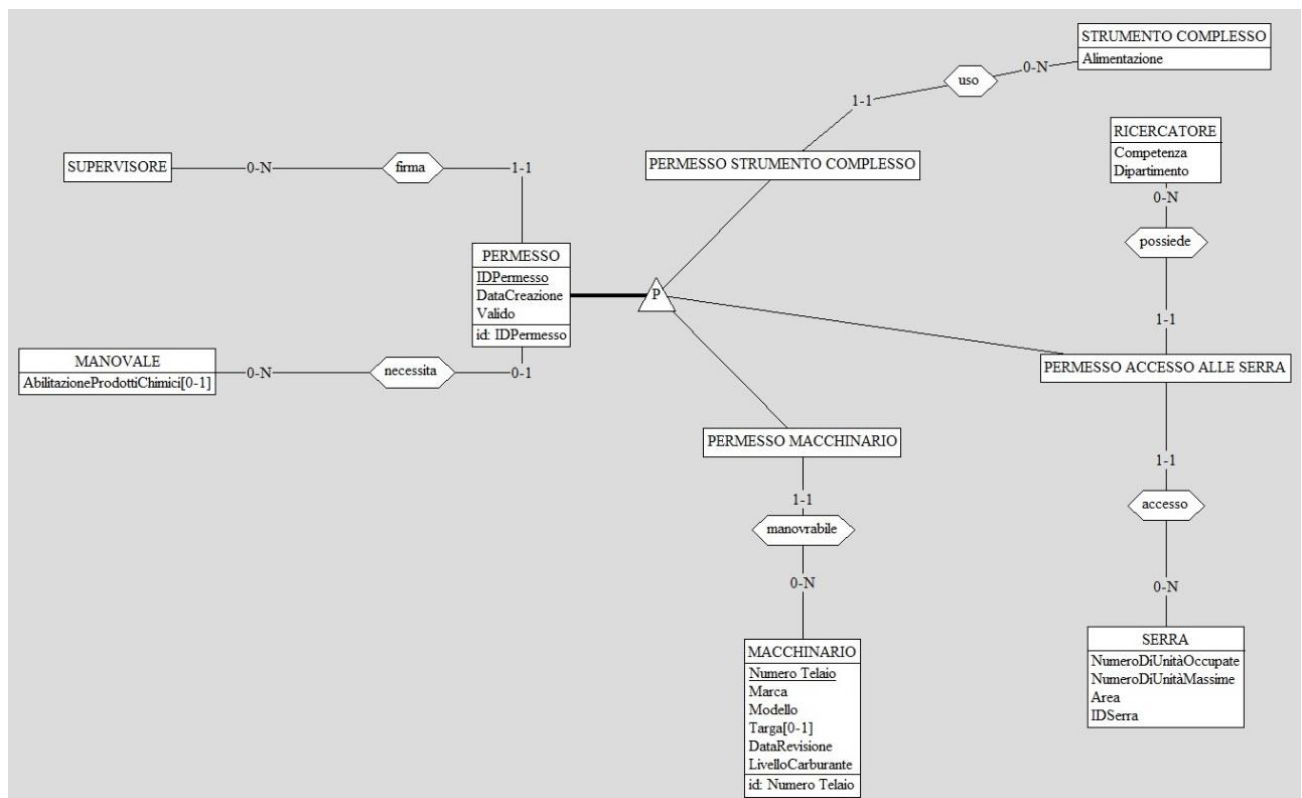 STRUMENTO COMPLESSO
Alimentazione
0-N
uso
1-1
RICERCATORE
Competenza
Dipartimento
0-N
possiede
1-1
PERMESSO STRUMENTO COMPLESSO
SUPERVISORE
0-N
firma
1-1
PERMESSO
IDPermesso
DataCreazione
Valido
id: IDPermesso
P
MANOVALE
AbilitazioneProdottiChimici[0-1]
0-N
necessita
0-1
PERMESSO ACCESSO ALLE SERRA
PERMESSO MACCHINARIO
1-1
manovrabile
0-N
1-1
accesso
0-N
MACCHINARIO
Numero Telaio
Marca
Modello
Targa[0-1]
DataRevisione
LivelloCarburante
id: Numero Telaio
SERRA
NumeroDiUnitàOccupate
NumeroDiUnitàMassime
Area
IDSerra